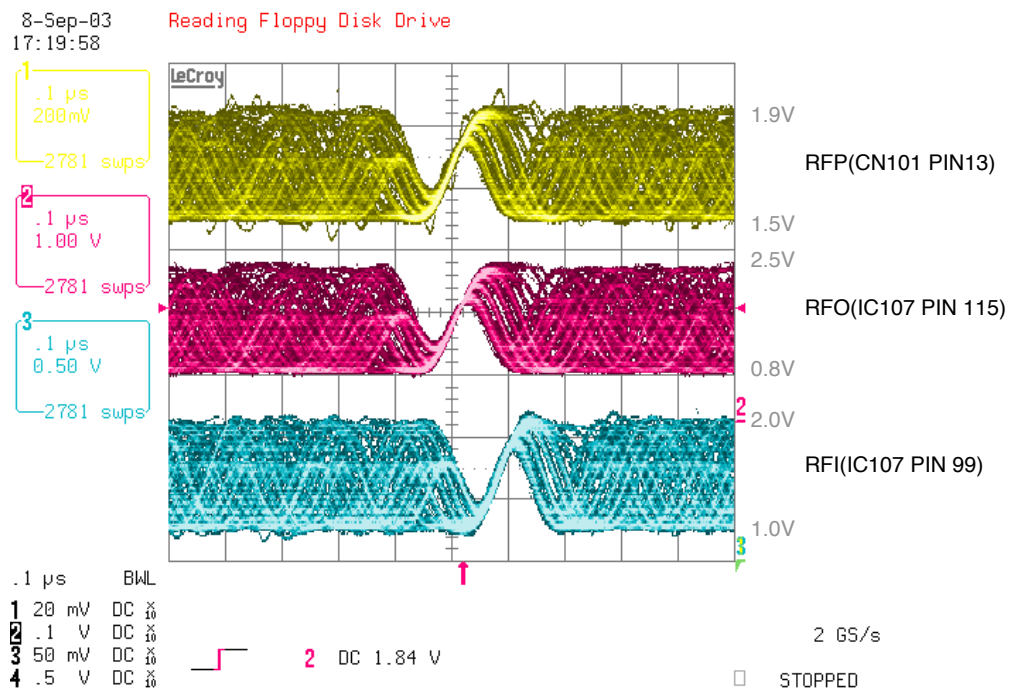 8-Sep-03
17:19:58
Reading Floppy Disk Drive
1
.1 µs
200mV
2781 swps
2
.1 µs
1.00 V
2781 swps
3
.1 µs
0.50 V
2781 swps
LeCroy
1.9V
RFP(CN101 PIN13)
1.5V
2.5V
RFO(IC107 PIN 115)
0.8V
2
2.0V
RFI(IC107 PIN 99)
1.0V
3
.1 µs BWL
1 20 mV DC X10
2 .1 V DC X10
3 50 mV DC X10
4 .5 V DC X10
2 DC 1.84 V
2 GS/s
STOPPED